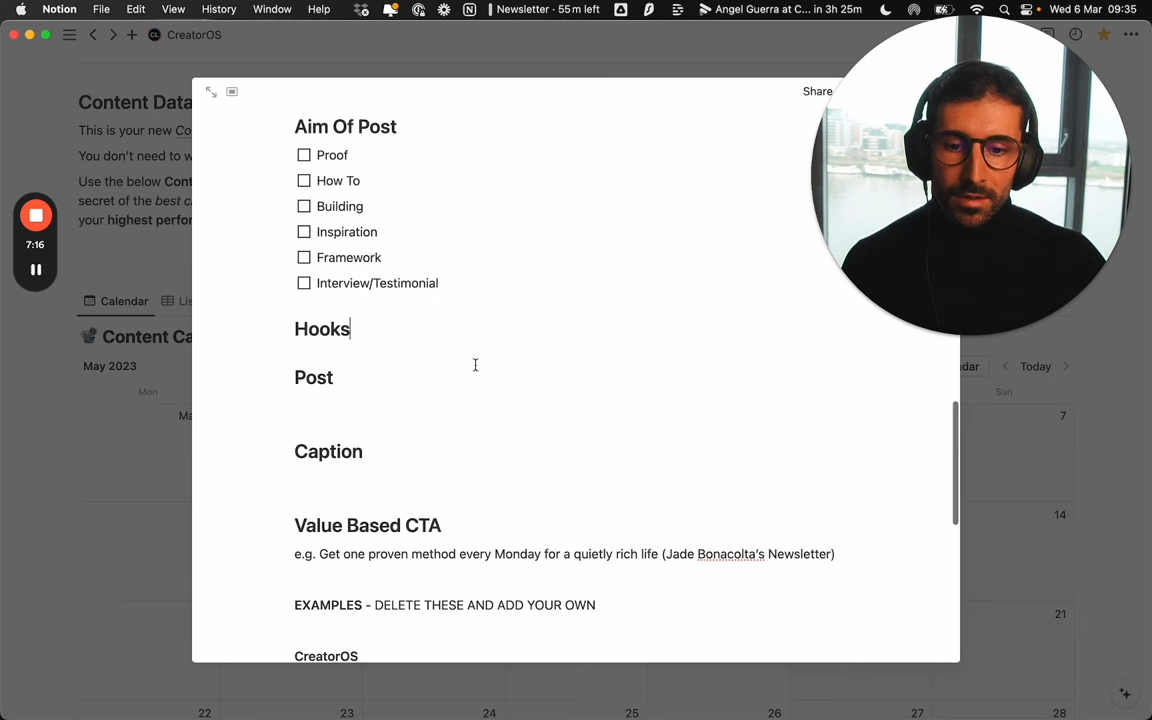 Notion File Edit View History Window Help Newsletter · 55 m left Angel Guerra at C... in 3h 25m Wed 6 Mar 09:35
CreatorOS
Share
Content Data
This is your new Co
You don't need to w
Use the below Cont
secret of the best c
your highest perfor
Aim Of Post
Proof
How To
Building
Inspiration
Framework
Interview/Testimonial
7:16
Calendar Lis
Content Ca
May 2023
dar Today
Mon
Sun
Ma
7
14
21
22 23 24 25 26 27 28
Hooks
Post
Caption
Value Based CTA
e.g. Get one proven method every Monday for a quietly rich life (Jade Bonacolta's Newsletter)
EXAMPLES - DELETE THESE AND ADD YOUR OWN
CreatorOS